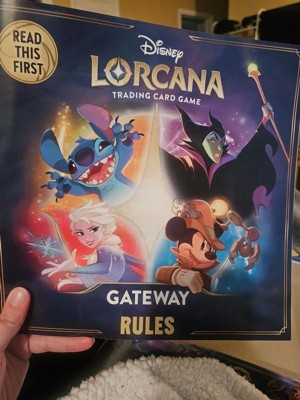 READ
THIS
FIRST
Disney
LORCANA
TRADING CARD GAME
GATEWAY
RULES